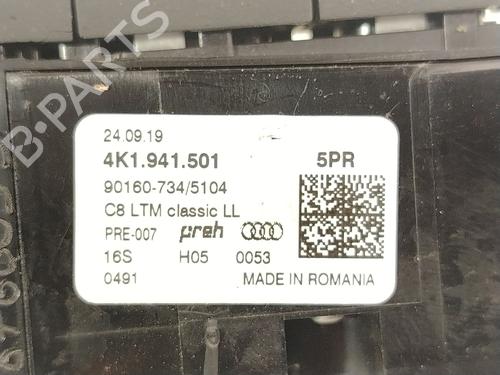 B-PARTS
24.09.19
4K1.941.501 5PR
90160-734/5104
C8 LTM classic LL
PRE-007 preh
16S H05 0053
0491 MADE IN ROMANIA